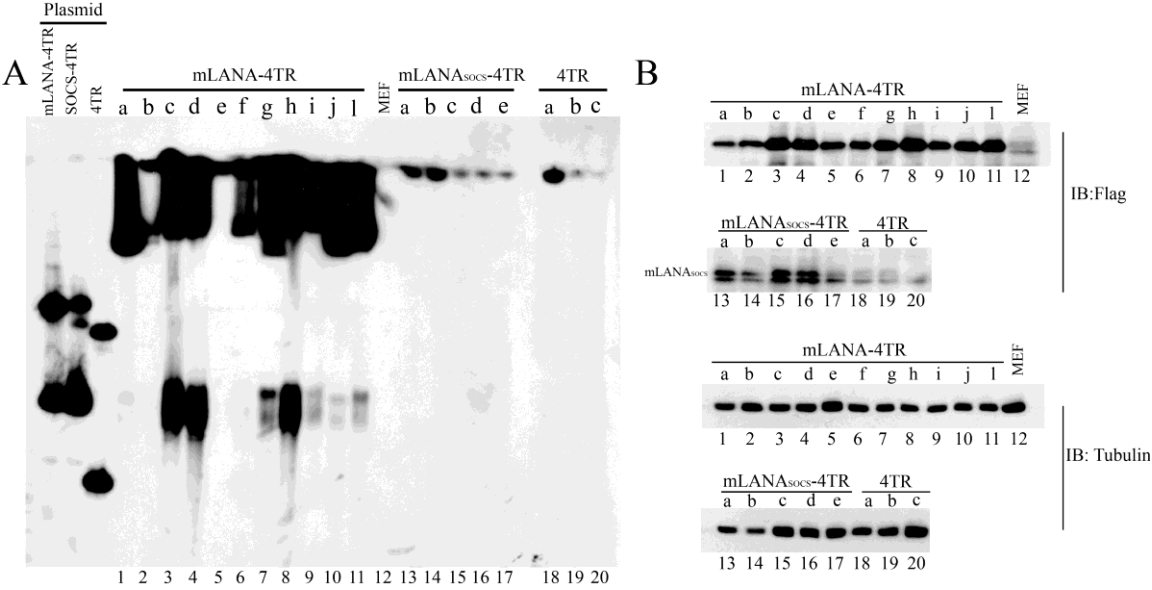 Plasmid
mLANA-4TR
SOCS-4TR
4TR
A
mLANA-4TR
MEF
mLANAsocs-4TR
4TR
a b c d e f g h i j l
a b c d e
a b c
1 2 3 4 5 6 7 8 9 10 11 12 13 14 15 16 17 18 19 20
B
mLANA-4TR
MEF
a b c d e f g h i j l
1 2 3 4 5 6 7 8 9 10 11 12
IB:Flag
mLANAsocs-4TR 4TR
a b c d e a b c
mLANAsocs
13 14 15 16 17 18 19 20
mLANA-4TR
MEF
a b c d e f g h i j l
1 2 3 4 5 6 7 8 9 10 11 12
IB: Tubulin
mLANAsocs-4TR 4TR
a b c d e a b c
13 14 15 16 17 18 19 20